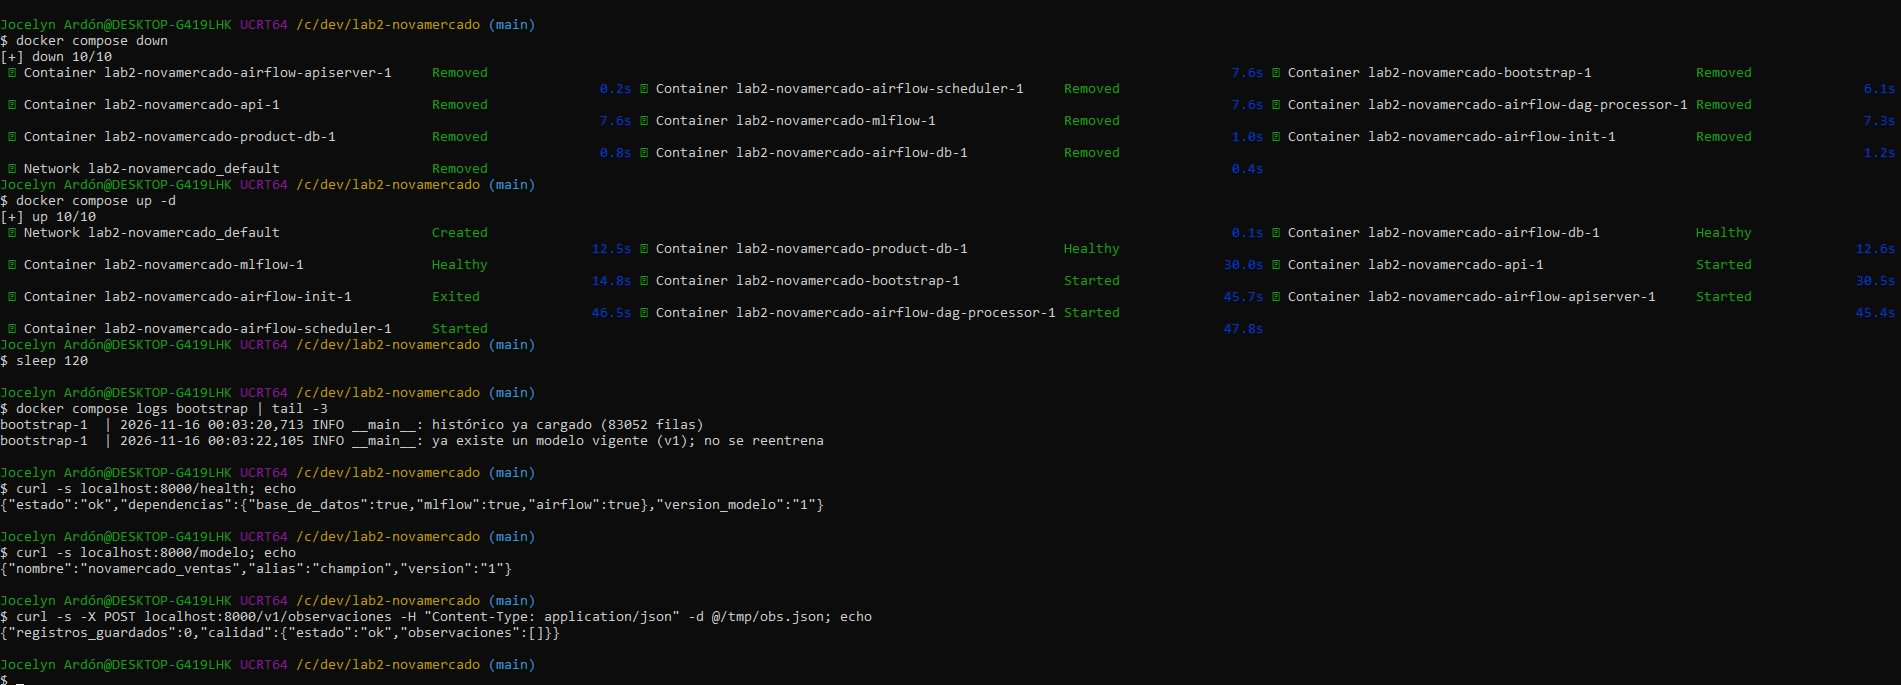 Jocelyn Ardón@DESKTOP-G419LHK UCRT64 /c/dev/lab2-novamercado (main)
$ docker compose down
[+] down 10/10
Container lab2-novamercado-airflow-apiserver-1 Removed 7.6s Container lab2-novamercado-bootstrap-1 Removed
0.2s Container lab2-novamercado-airflow-scheduler-1 Removed 6.1s
Container lab2-novamercado-api-1 Removed 7.6s Container lab2-novamercado-airflow-dag-processor-1 Removed
7.6s Container lab2-novamercado-mlflow-1 Removed 7.3s
Container lab2-novamercado-product-db-1 Removed 1.0s Container lab2-novamercado-airflow-init-1 Removed
0.8s Container lab2-novamercado-airflow-db-1 Removed 1.2s
Network lab2-novamercado_default Removed 0.4s
Jocelyn Ardón@DESKTOP-G419LHK UCRT64 /c/dev/lab2-novamercado (main)
$ docker compose up -d
[+] up 10/10
Network lab2-novamercado_default Created 0.1s Container lab2-novamercado-airflow-db-1 Healthy
12.5s Container lab2-novamercado-product-db-1 Healthy 12.6s
Container lab2-novamercado-mlflow-1 Healthy 30.0s Container lab2-novamercado-api-1 Started
14.8s Container lab2-novamercado-bootstrap-1 Started 30.5s
Container lab2-novamercado-airflow-init-1 Exited 45.7s Container lab2-novamercado-airflow-apiserver-1 Started
46.5s Container lab2-novamercado-airflow-dag-processor-1 Started 45.4s
Container lab2-novamercado-airflow-scheduler-1 Started 47.8s
Jocelyn Ardón@DESKTOP-G419LHK UCRT64 /c/dev/lab2-novamercado (main)
$ sleep 120
Jocelyn Ardón@DESKTOP-G419LHK UCRT64 /c/dev/lab2-novamercado (main)
$ docker compose logs bootstrap | tail -3
bootstrap-1 | 2026-11-16 00:03:20,713 INFO __main__: histórico ya cargado (83052 filas)
bootstrap-1 | 2026-11-16 00:03:22,105 INFO __main__: ya existe un modelo vigente (v1); no se reentrena
Jocelyn Ardón@DESKTOP-G419LHK UCRT64 /c/dev/lab2-novamercado (main)
$ curl -s localhost:8000/health; echo
{"estado":"ok","dependencias":{"base_de_datos":true,"mlflow":true,"airflow":true},"version_modelo":"1"}
Jocelyn Ardón@DESKTOP-G419LHK UCRT64 /c/dev/lab2-novamercado (main)
$ curl -s localhost:8000/modelo; echo
{"nombre":"novamercado_ventas","alias":"champion","version":"1"}
Jocelyn Ardón@DESKTOP-G419LHK UCRT64 /c/dev/lab2-novamercado (main)
$ curl -s -X POST localhost:8000/v1/observaciones -H "Content-Type: application/json" -d @/tmp/obs.json; echo
{"registros_guardados":0,"calidad":{"estado":"ok","observaciones":[]}}
Jocelyn Ardón@DESKTOP-G419LHK UCRT64 /c/dev/lab2-novamercado (main)
$ _